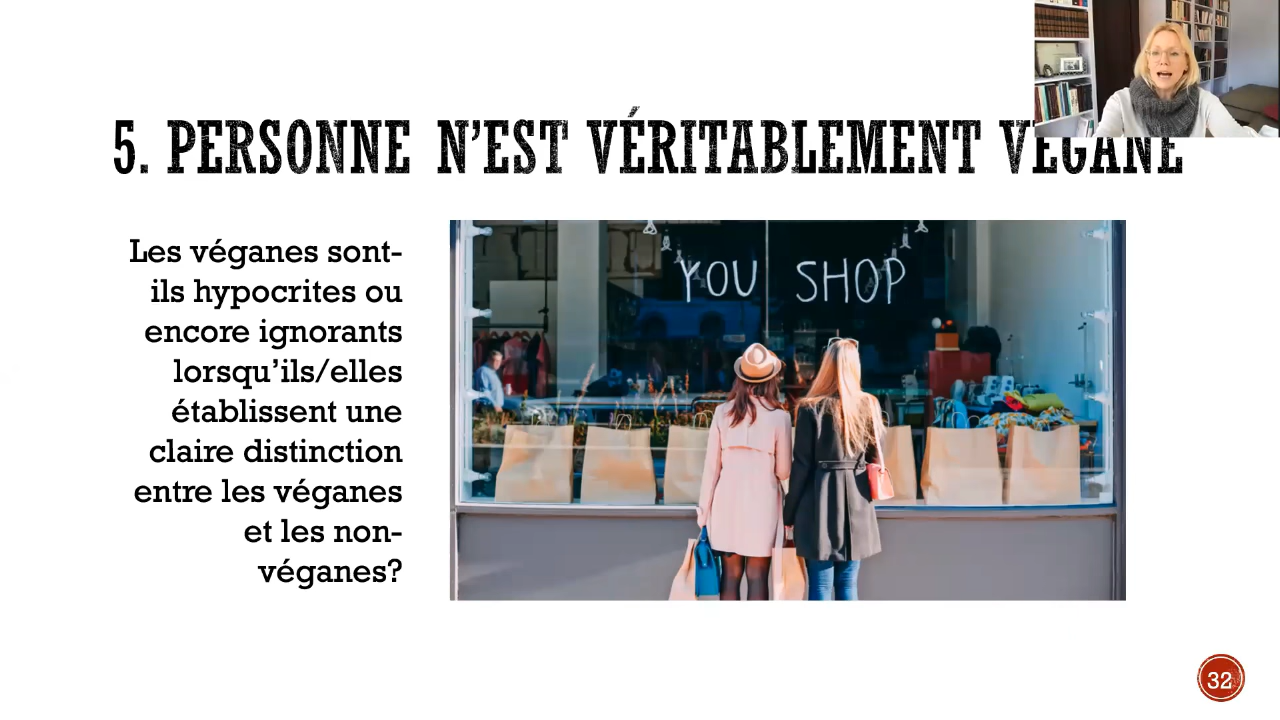 5. PERSONNE N'EST VÉRITABLEMENT VÉGANE
Les véganes sont-
ils hypocrites ou
encore ignorants
lorsqu'ils/elles
établissent une
claire distinction
entre les véganes
et les non-
véganes?
YOU SHOP
32